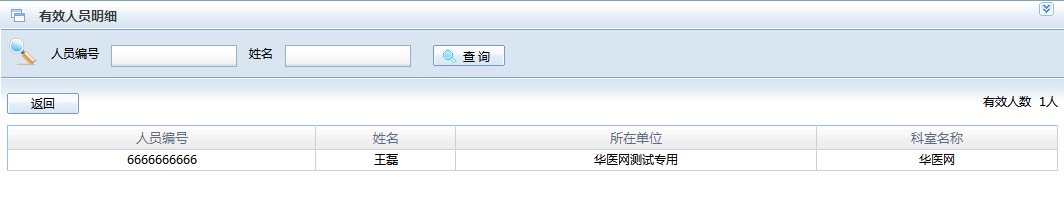 有效人员明细
人员编号 姓名 查 询
返回 有效人数 1人
人员编号 姓名 所在单位 科室名称
6666666666 王磊 华医网测试专用 华医网